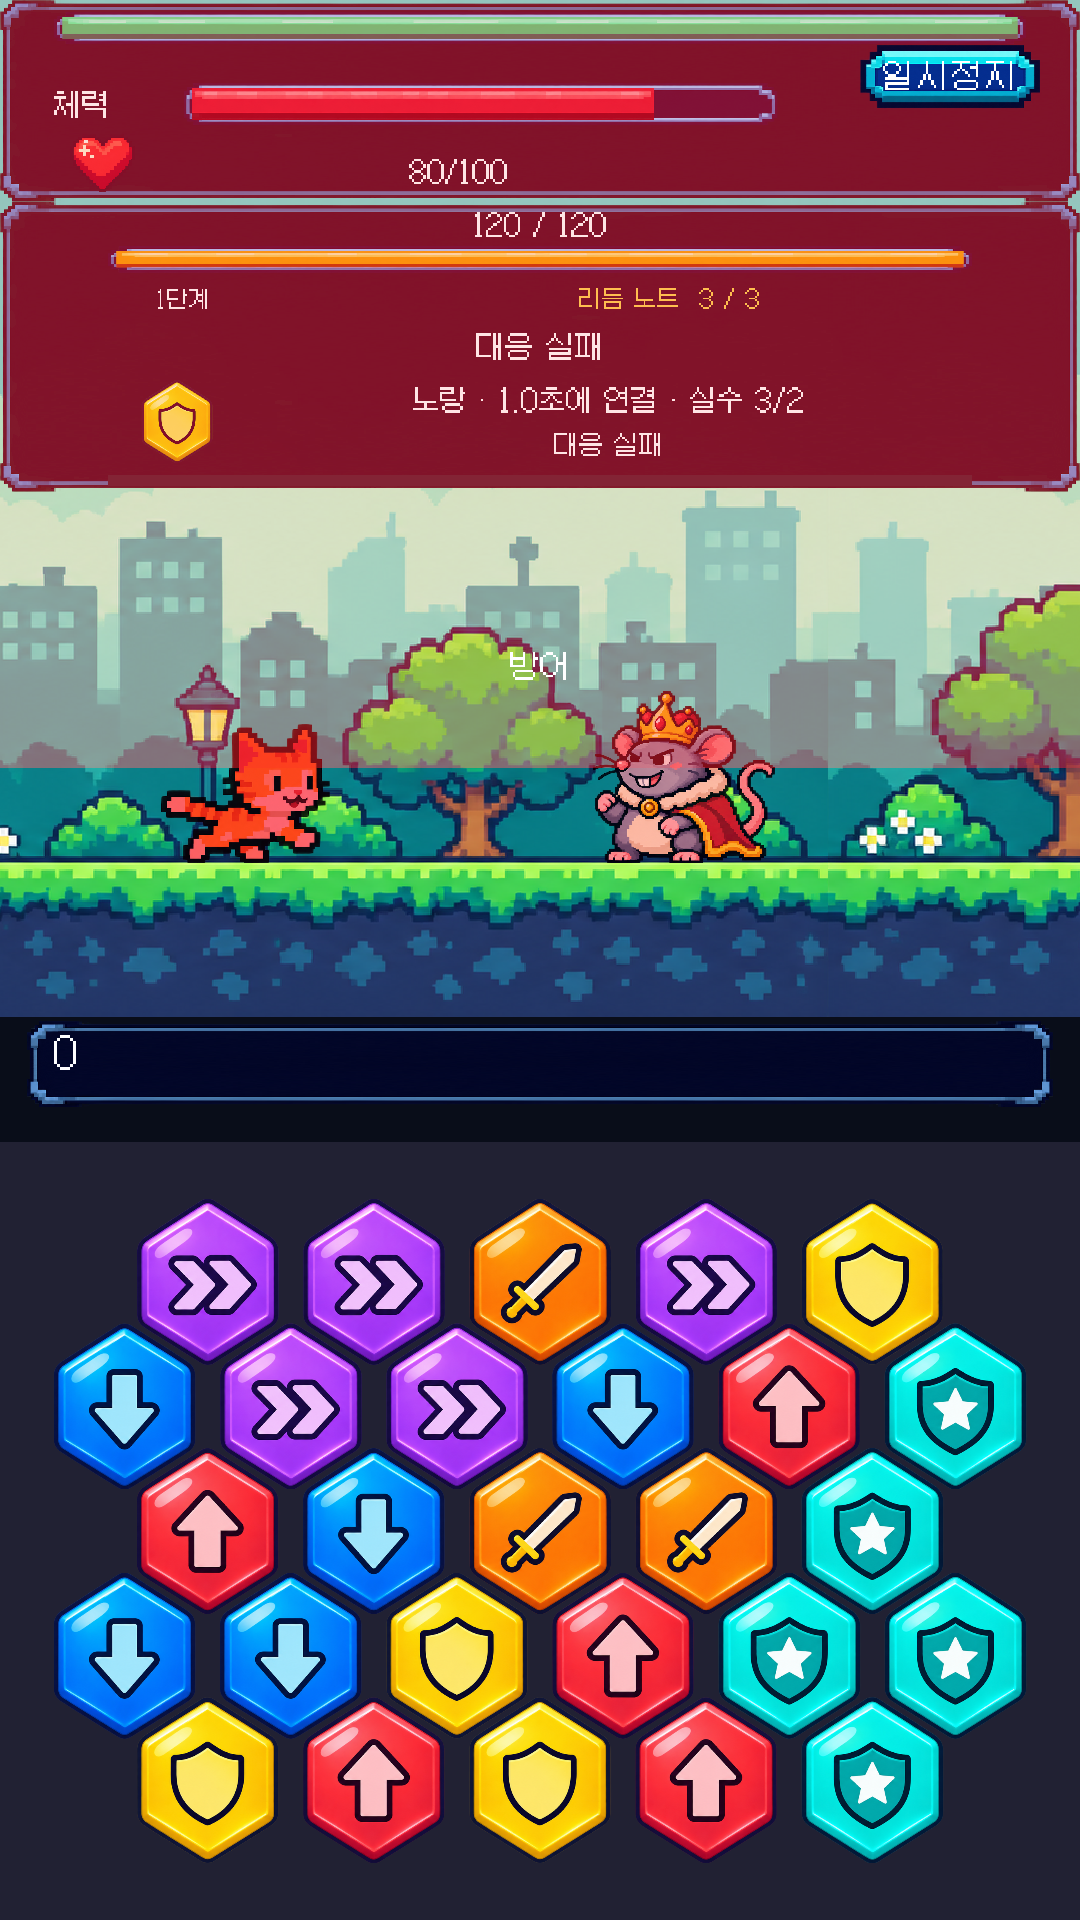 일시정지
체력
80/100
120 / 120
1단계
리듬 노트 3 / 3
대응 실패
노랑 · 1.0초에 연결 · 실수 3/2
대응 실패
방어
0